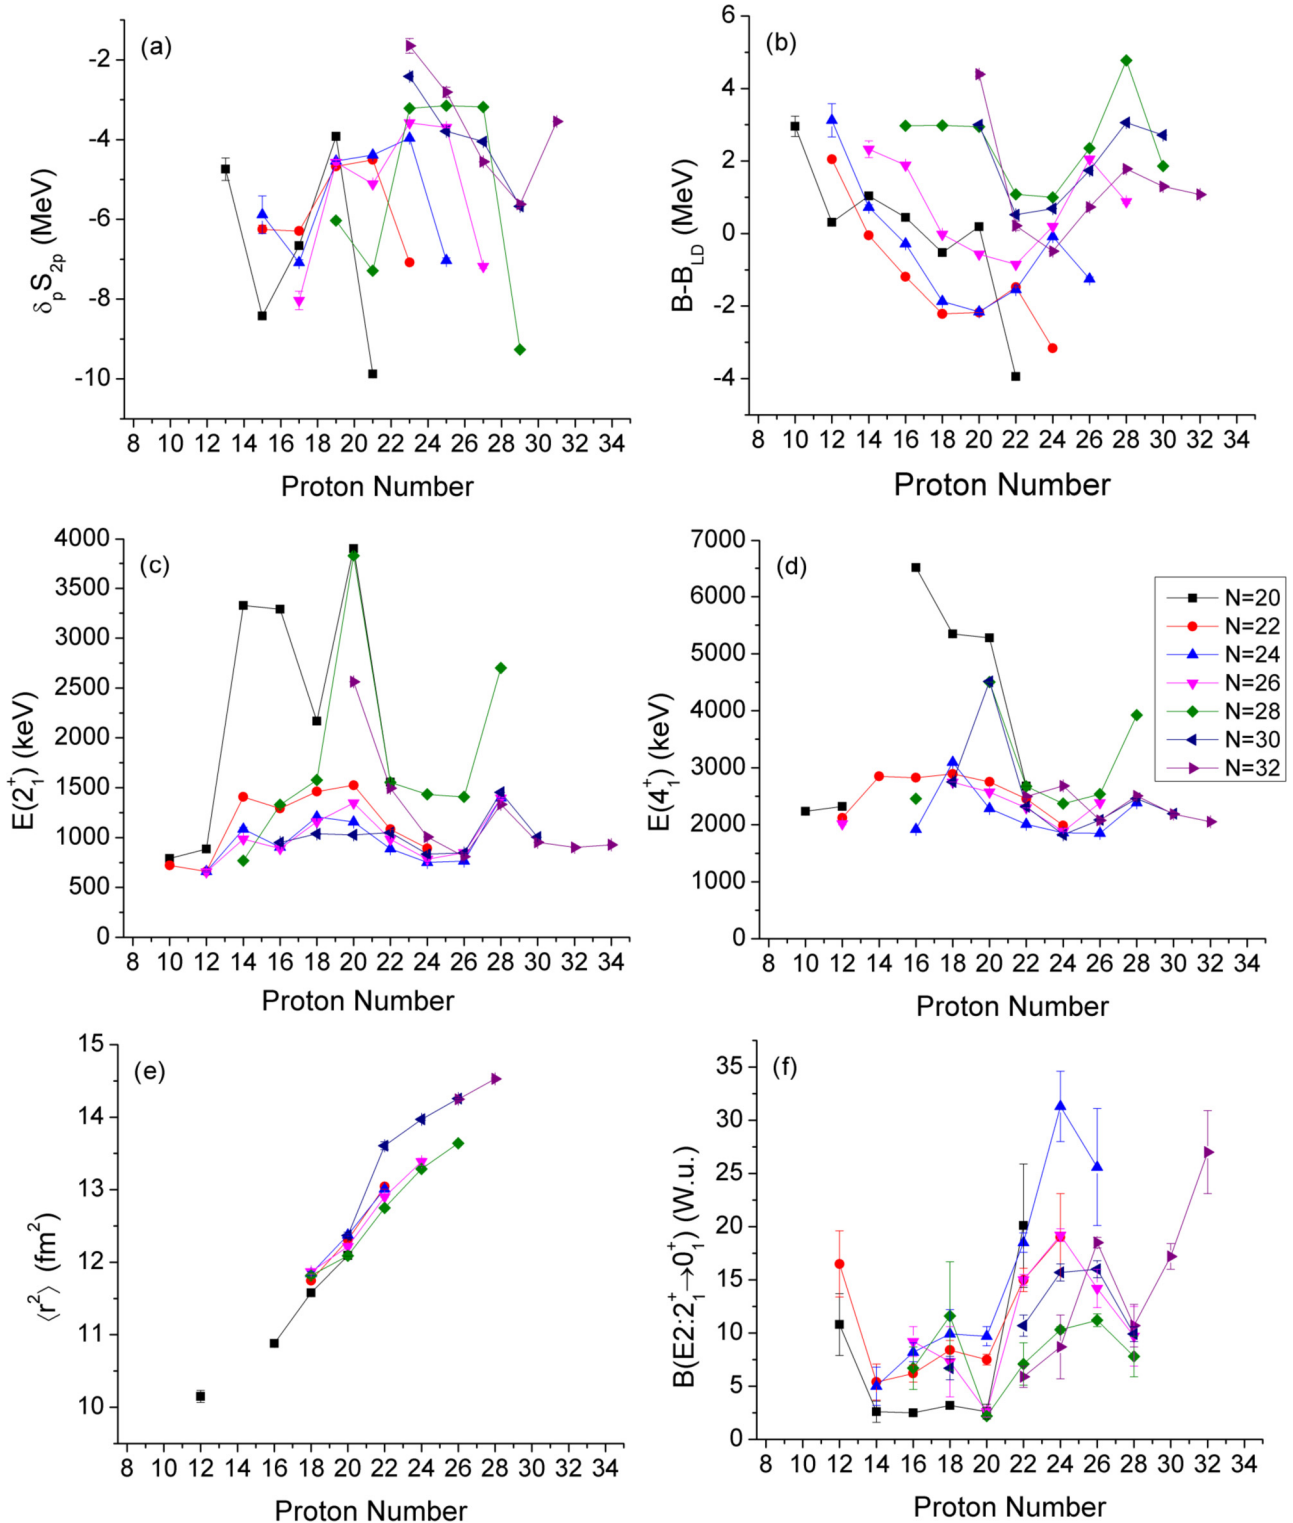 (a)
δpS2p (MeV)
-2
-4
-6
-8
-10
8 10 12 14 16 18 20 22 24 26 28 30 32 34
Proton Number
(b)
B-BLD (MeV)
6
4
2
0
-2
-4
8 10 12 14 16 18 20 22 24 26 28 30 32 34
Proton Number
(c)
E(2₁⁺) (keV)
4000
3500
3000
2500
2000
1500
1000
500
0
8 10 12 14 16 18 20 22 24 26 28 30 32 34
Proton Number
(d)
E(4₁⁺) (keV)
7000
6000
5000
4000
3000
2000
1000
0
8 10 12 14 16 18 20 22 24 26 28 30 32 34
Proton Number
N=20
N=22
N=24
N=26
N=28
N=30
N=32
(e)
⟨r²⟩ (fm²)
15
14
13
12
11
10
8 10 12 14 16 18 20 22 24 26 28 30 32 34
Proton Number
(f)
B(E2:2₁⁺→0₁⁺) (W.u.)
35
30
25
20
15
10
5
0
8 10 12 14 16 18 20 22 24 26 28 30 32 34
Proton Number